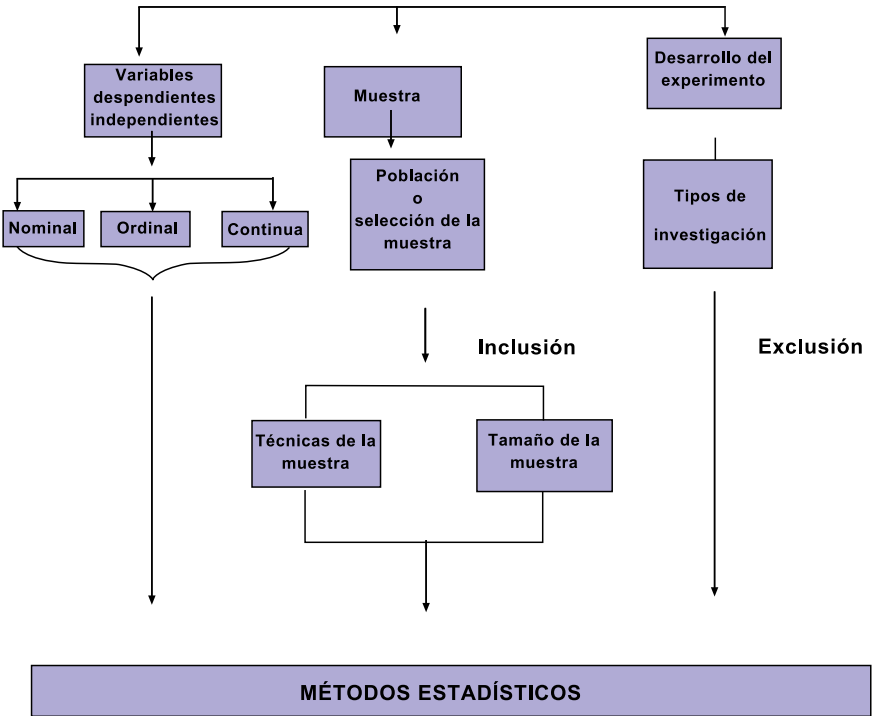 Variables
despendientes
independientes
Muestra
Desarrollo del
experimento
Nominal
Ordinal
Continua
Población
o
selección de la
muestra
Tipos de
investigación
Inclusión
Exclusión
Técnicas de la
muestra
Tamaño de la
muestra
MÉTODOS ESTADÍSTICOS